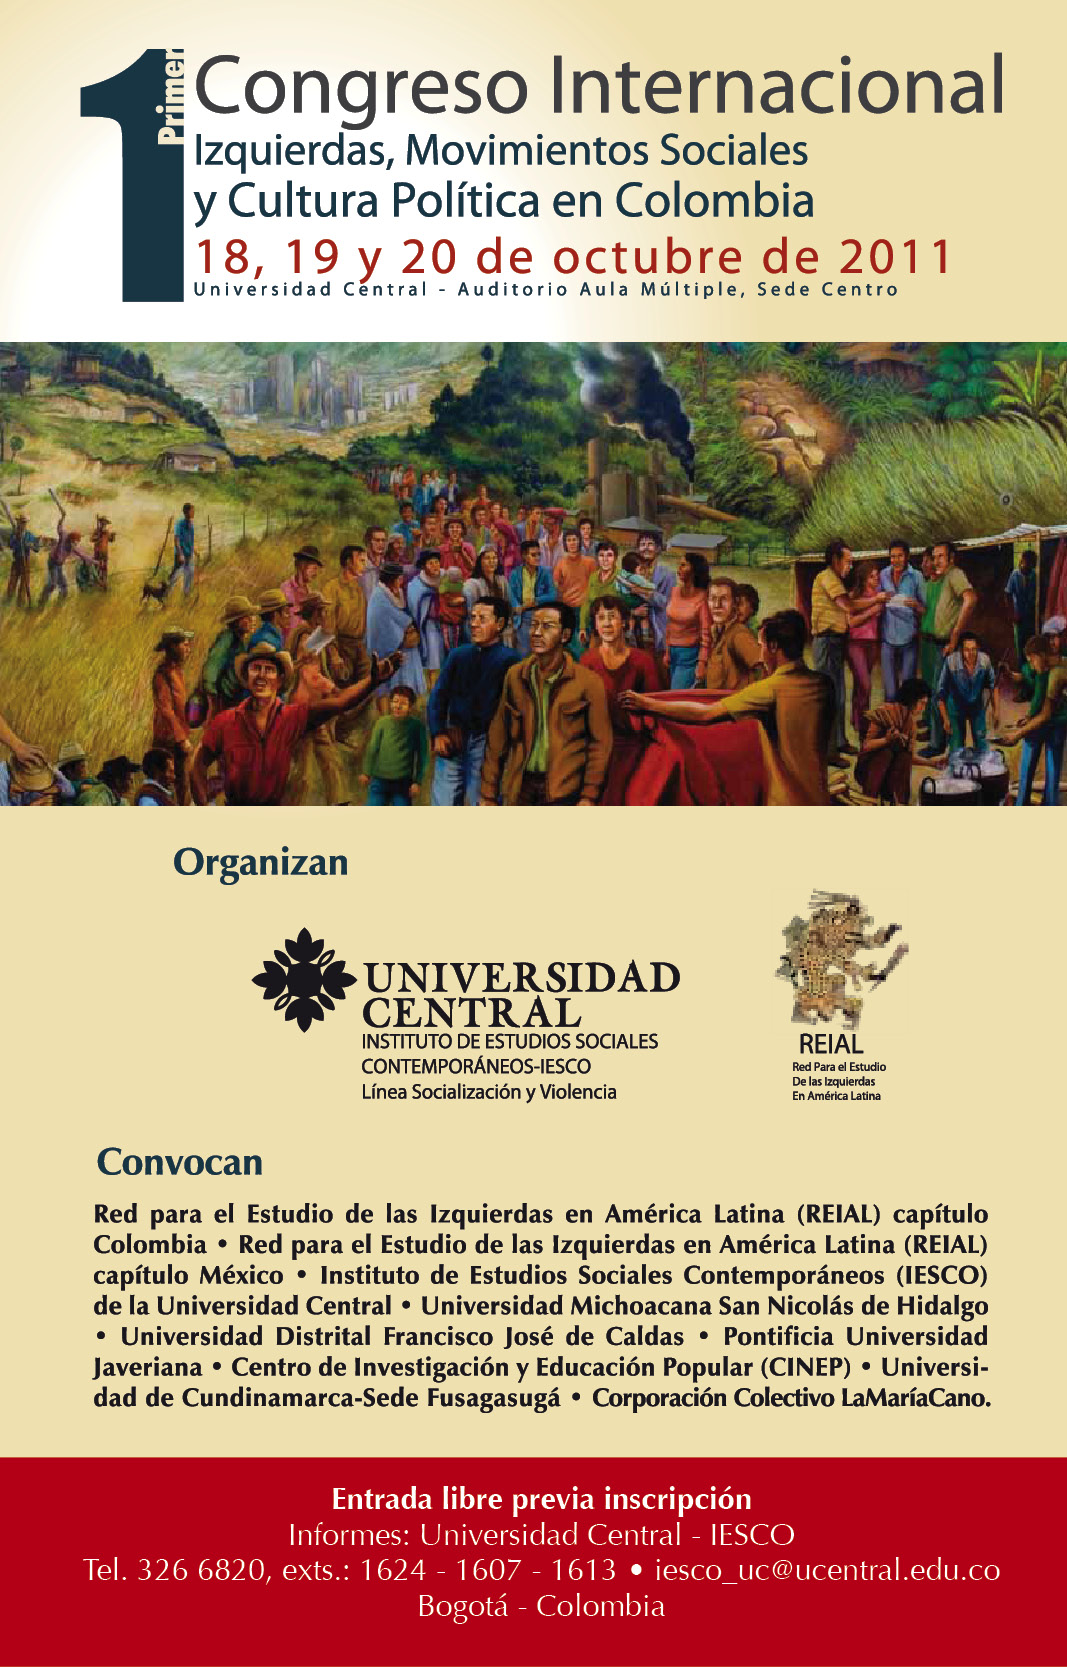 1 Primer
Congreso Internacional
Izquierdas, Movimientos Sociales
y Cultura Política en Colombia
18, 19 y 20 de octubre de 2011
Universidad Central - Auditorio Aula Múltiple, Sede Centro
Organizan
UNIVERSIDAD
CENTRAL
INSTITUTO DE ESTUDIOS SOCIALES
CONTEMPORÁNEOS-IESCO
Línea Socialización y Violencia
REIAL
Red Para el Estudio
De las Izquierdas
En América Latina
Convocan
Red para el Estudio de las Izquierdas en América Latina (REIAL) capítulo
Colombia • Red para el Estudio de las Izquierdas en América Latina (REIAL)
capítulo México • Instituto de Estudios Sociales Contemporáneos (IESCO)
de la Universidad Central • Universidad Michoacana San Nicolás de Hidalgo
• Universidad Distrital Francisco José de Caldas • Pontificia Universidad
Javeriana • Centro de Investigación y Educación Popular (CINEP) • Universi-
dad de Cundinamarca-Sede Fusagasugá • Corporación Colectivo LaMaríaCano.
Entrada libre previa inscripción
Informes: Universidad Central - IESCO
Tel. 326 6820, exts.: 1624 - 1607 - 1613 • iesco_uc@ucentral.edu.co
Bogotá - Colombia